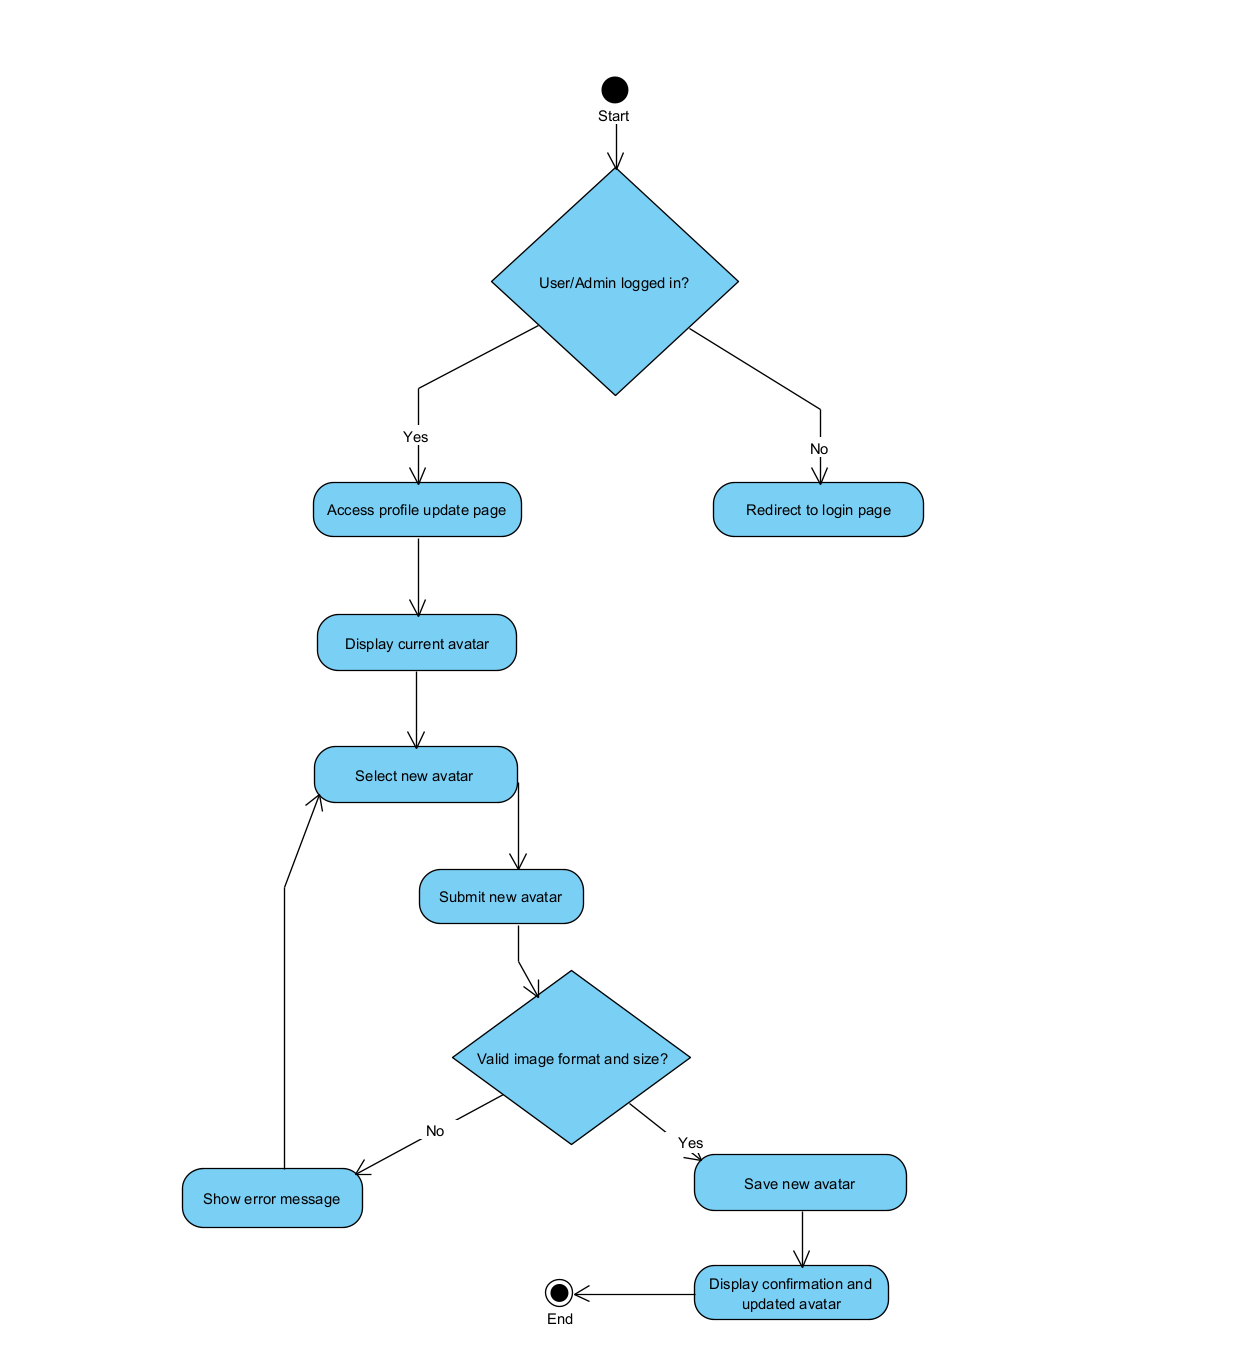 Start
User/Admin logged in?
Yes
No
Access profile update page
Redirect to login page
Display current avatar
Select new avatar
Submit new avatar
Valid image format and size?
No
Yes
Save new avatar
Show error message
Display confirmation and
updated avatar
End